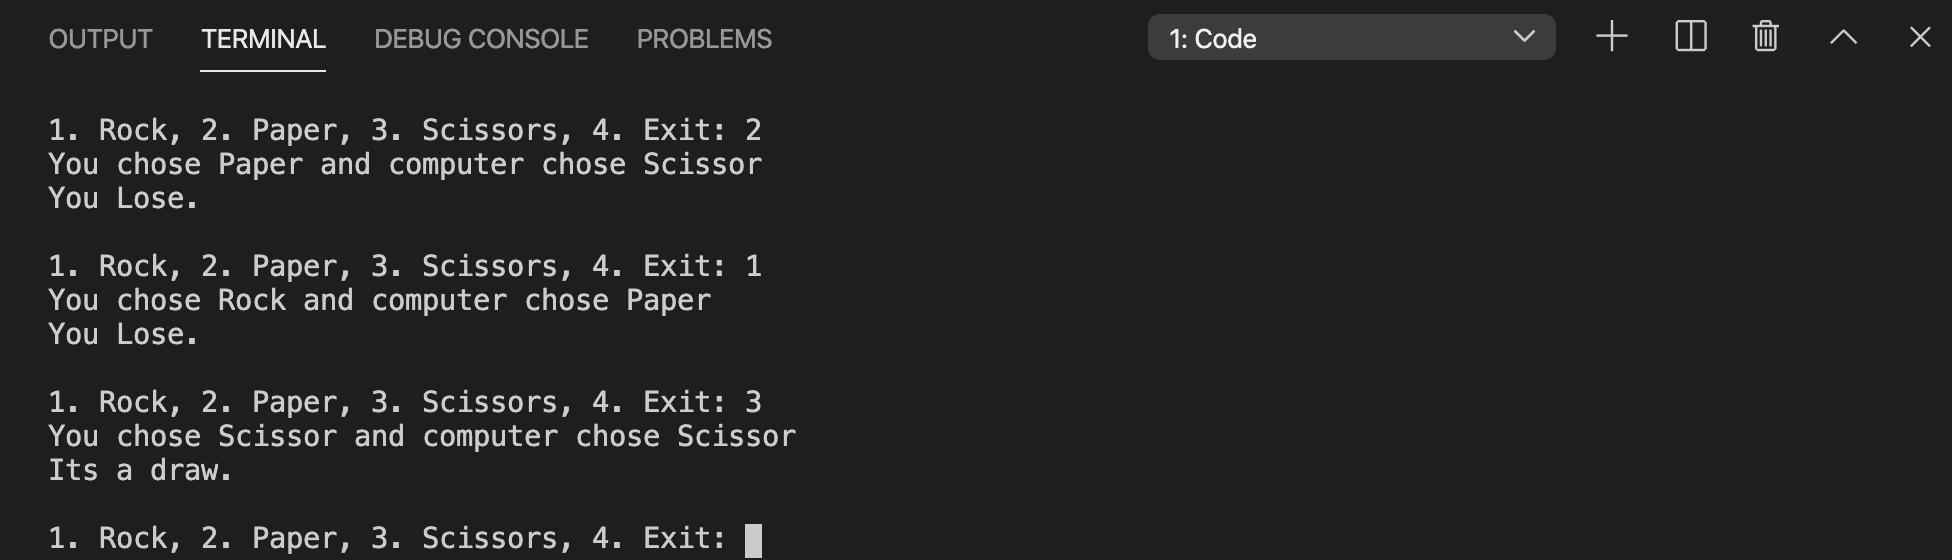 OUTPUT TERMINAL DEBUG CONSOLE PROBLEMS 1: Code
1. Rock, 2. Paper, 3. Scissors, 4. Exit: 2
You chose Paper and computer chose Scissor
You Lose.
1. Rock, 2. Paper, 3. Scissors, 4. Exit: 1
You chose Rock and computer chose Paper
You Lose.
1. Rock, 2. Paper, 3. Scissors, 4. Exit: 3
You chose Scissor and computer chose Scissor
Its a draw.
1. Rock, 2. Paper, 3. Scissors, 4. Exit: